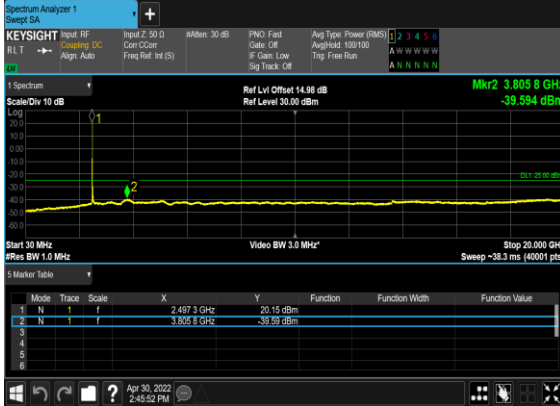 Spectrum Analyzer 1
Swept SA
+
KEYSIGHT
RLT
Input: RF
Coupling: DC
Align: Auto
Input Z: 50 Ω
Corr CCorr
Freq Ref: Int (S)
#Atten: 30 dB
PNO: Fast
Gate: Off
IF Gain: Low
Sig Track: Off
Avg Type: Power (RMS)
Avg|Hold: 100/100
Trig: Free Run
1 2 3 4 5 6
A W W W W W
A N N N N N
1 Spectrum
Scale/Div 10 dB
Ref Lvl Offset 14.98 dB
Ref Level 30.00 dBm
Mkr2 3.805 8 GHz
-39.594 dBm
Log
20.0
10.0
0.00
-10.0
-20.0
-30.0
-40.0
-50.0
-60.0
1
2
DL1 -25.00 dBm
Start 30 MHz
#Res BW 1.0 MHz
Video BW 3.0 MHz*
Stop 20.000 GH
Sweep ~38.3 ms (40001 pts
5 Marker Table
Mode Trace Scale X Y Function Function Width Function Value
1 N 1 f 2.497 3 GHz 20.15 dBm
2 N 1 f 3.805 8 GHz -39.59 dBm
3
4
5
6
?
Apr 30, 2022
2:45:52 PM